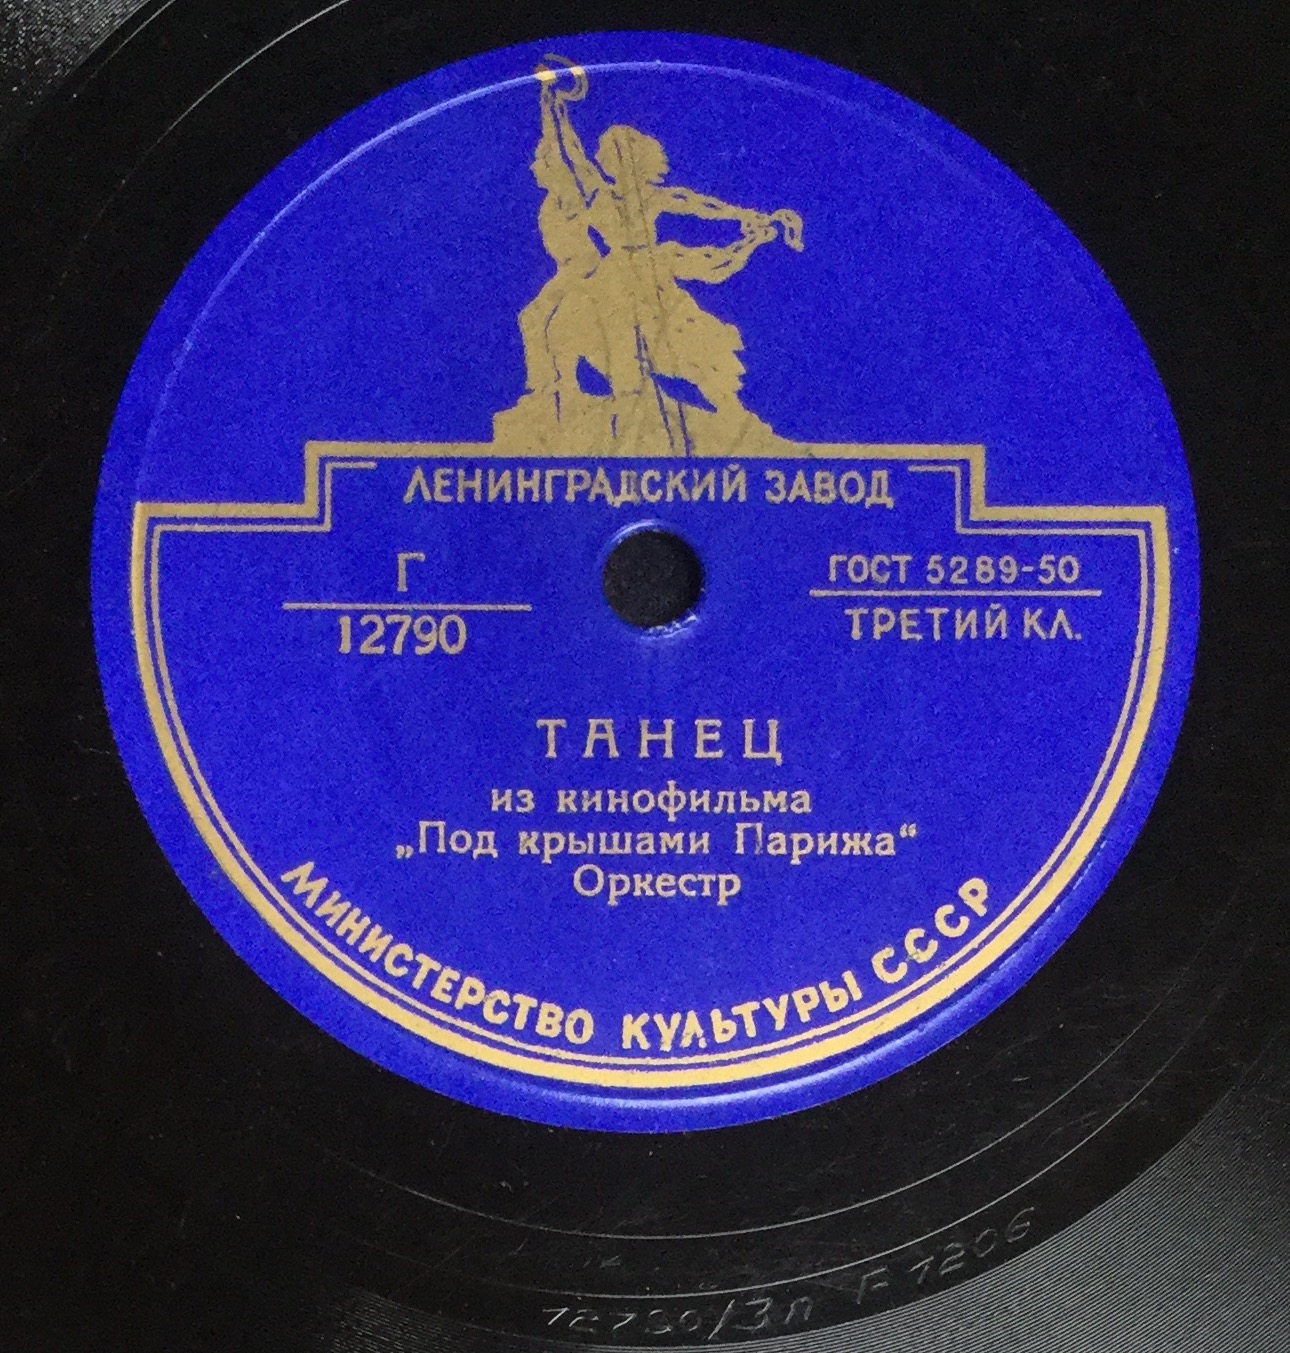 ЛЕНИНГРАДСКИЙ ЗАВОД
Г
12790
ГОСТ 5289-50
ТРЕТИЙ КЛ.
ТАНЕЦ
из кинофильма
„Под крышами Парижа“
Оркестр
МИНИСТЕРСТВО КУЛЬТУРЫ СССР